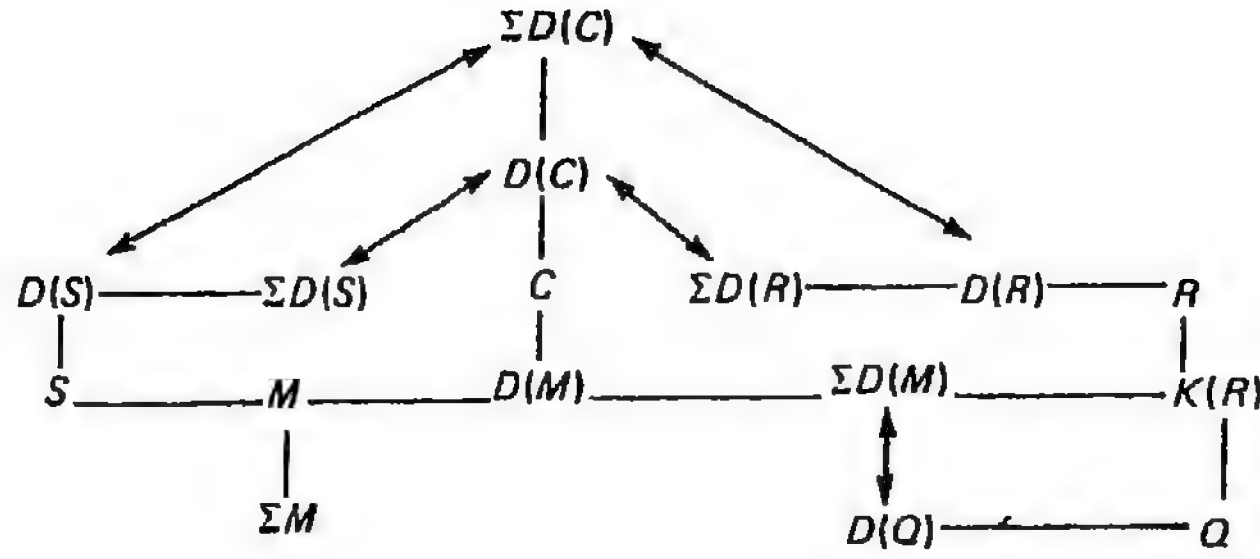 ΣD(C)
D(C)
D(S) ΣD(S) C ΣD(R) D(R) R
S M D(M) ΣD(M) K(R)
ΣM D(Q) Q